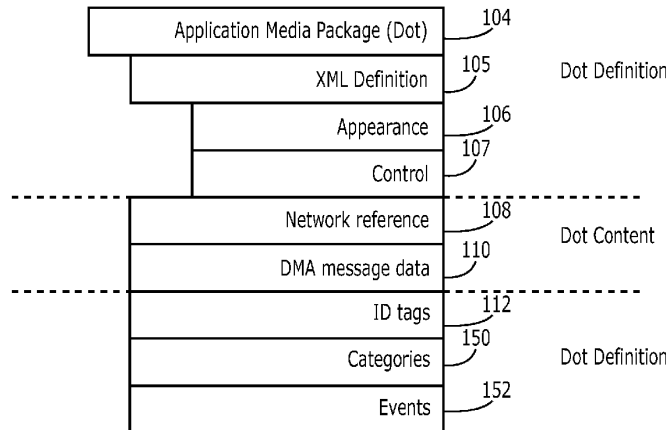 Application Media Package (Dot) 104
XML Definition 105 Dot Definition
Appearance 106
Control 107
Network reference 108
Dot Content
DMA message data 110
ID tags 112
Categories 150 Dot Definition
Events 152